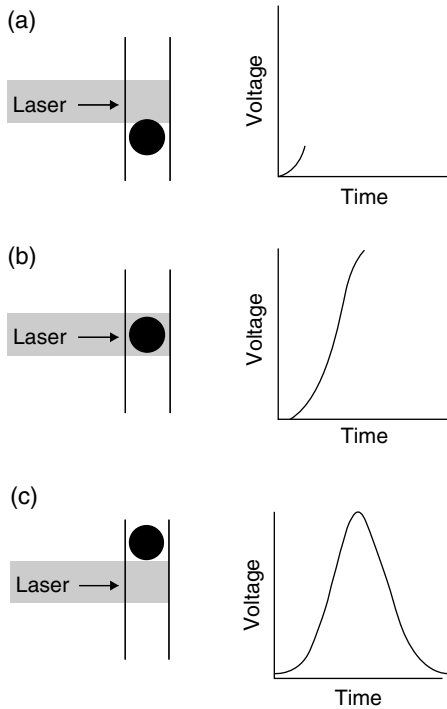 (a)
Laser
Voltage
Time
(b)
Laser
Voltage
Time
(c)
Laser
Voltage
Time